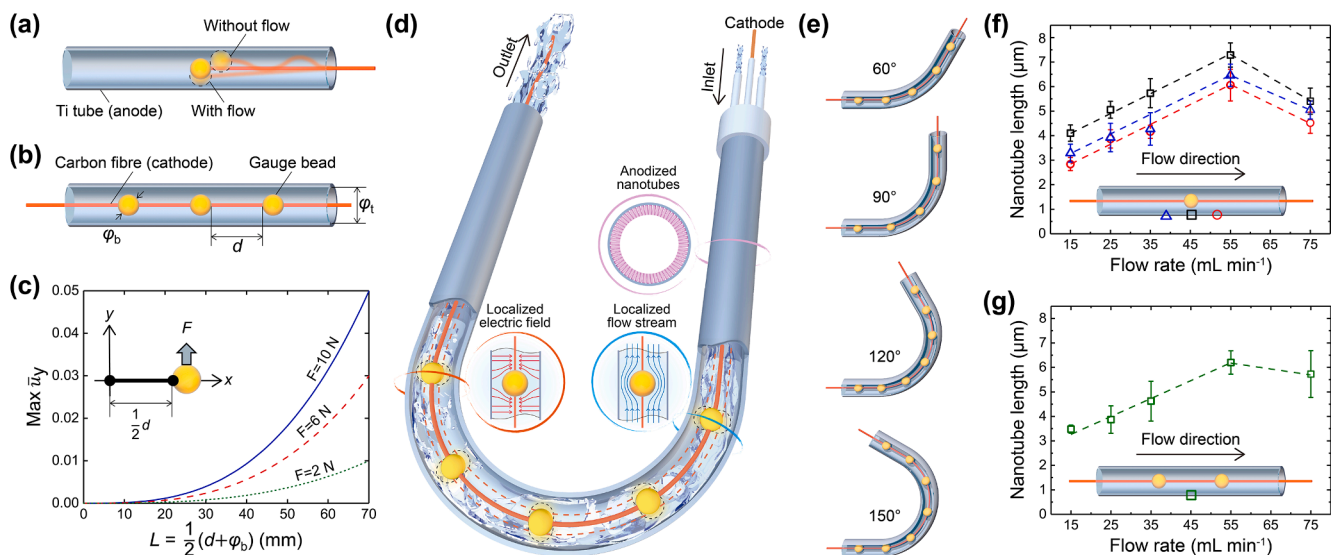 (a)
Without flow
Ti tube (anode)
With flow
(b)
Carbon fibre (cathode)
Gauge bead
φb
d
φt
(c)
Max ūy
0.05
0.04
0.03
0.02
0.01
0.00
y
F
x
1/2 d
F=10 N
F=6 N
F=2 N
0 10 20 30 40 50 60 70
L = 1/2 (d+φb) (mm)
(d)
Outlet
Cathode
Inlet
Anodized
nanotubes
Localized
electric field
Localized
flow stream
(e)
60°
90°
120°
150°
(f)
Nanotube length (μm)
8
7
6
5
4
3
2
1
0
Flow direction
15 25 35 45 55 65 75
Flow rate (mL min⁻¹)
(g)
Nanotube length (μm)
8
7
6
5
4
3
2
1
0
Flow direction
15 25 35 45 55 65 75
Flow rate (mL min⁻¹)